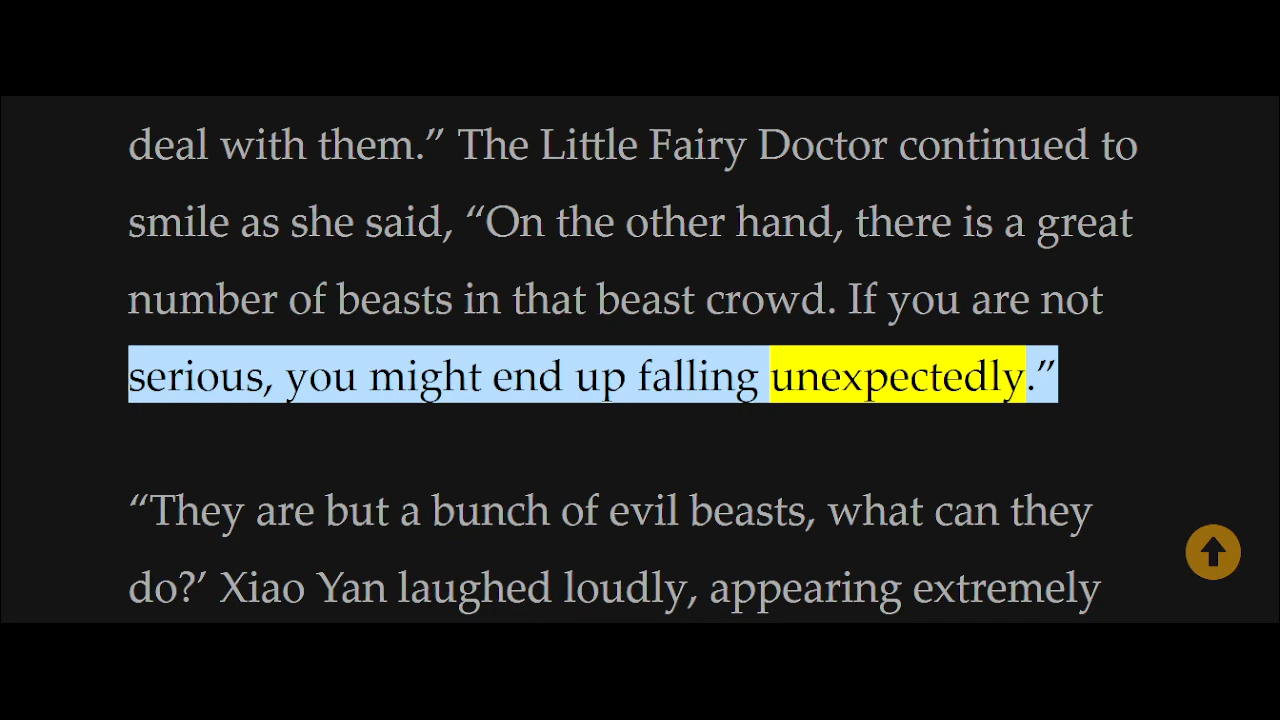 deal with them.” The Little Fairy Doctor continued to
smile as she said, “On the other hand, there is a great
number of beasts in that beast crowd. If you are not
serious, you might end up falling unexpectedly.”
“They are but a bunch of evil beasts, what can they
do?’ Xiao Yan laughed loudly, appearing extremely